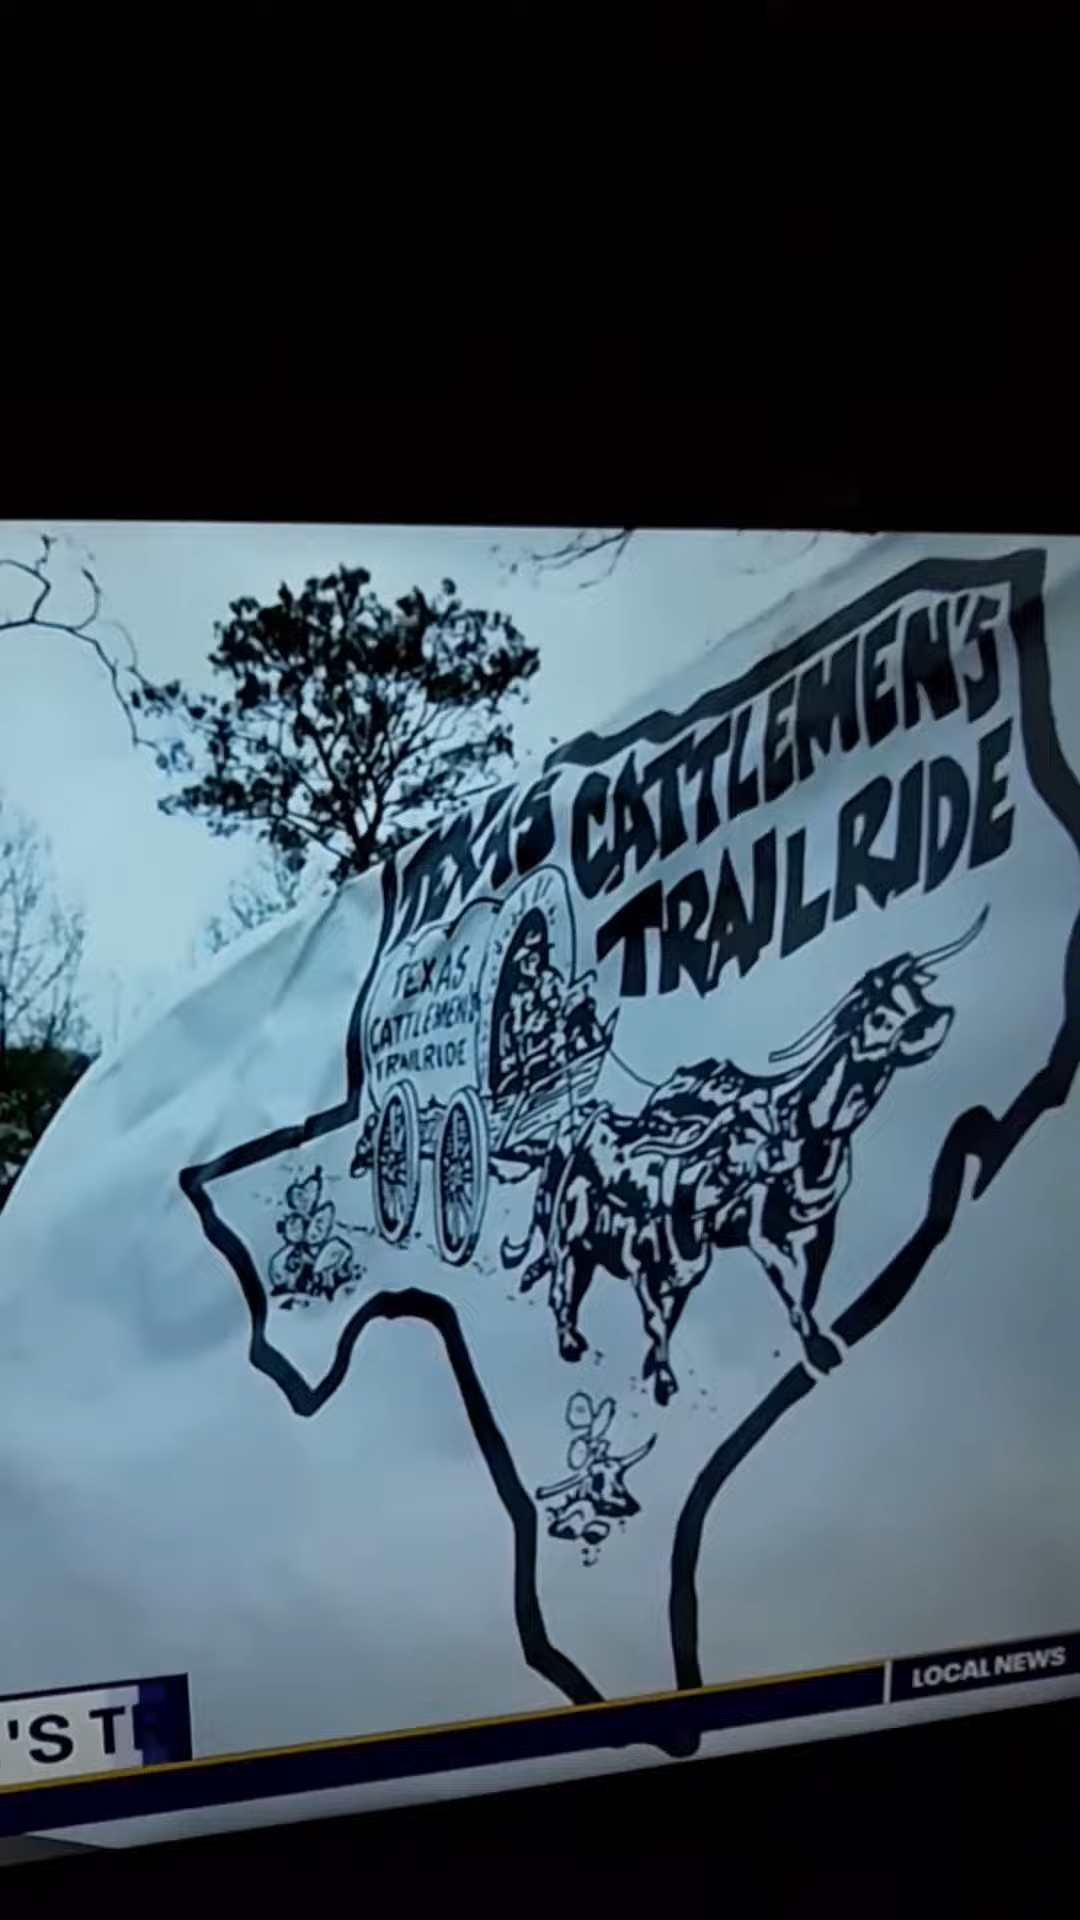 TEXAS CATTLEMEN'S
TRAILRIDE
TEXAS
CATTLEMEN'S
TRAILRIDE
LOCAL NEWS
'S T